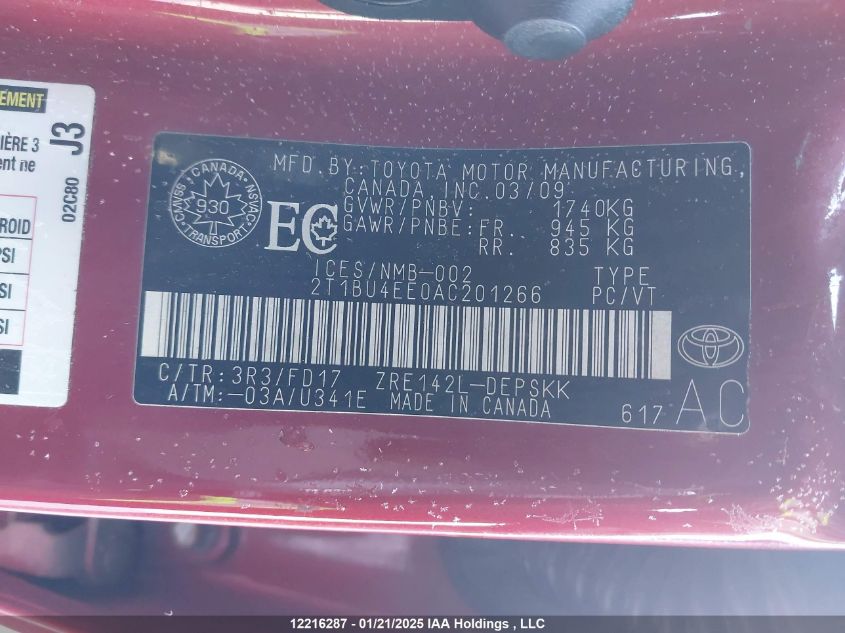 EMENT
IÈRE 3
ent ne
J3
02C80
ROID
PSI
SI
SI
CMVSS • CANADA • NSVAC
930
TRANSPORT
EC
MFD. BY: TOYOTA MOTOR MANUFACTURING,
CANADA, INC. 03/09
GVWR/PNBV: 1740KG
GAWR/PNBE: FR. 945 KG
RR. 835 KG
ICES/NMB-002 TYPE
2T1BU4EE0AC201266 PC/VT
C/TR: 3R3/FD17 ZRE142L-DEPSKK
A/TM: -03A/U341E MADE IN CANADA
617 AC
12216287 - 01/21/2025 IAA Holdings , LLC